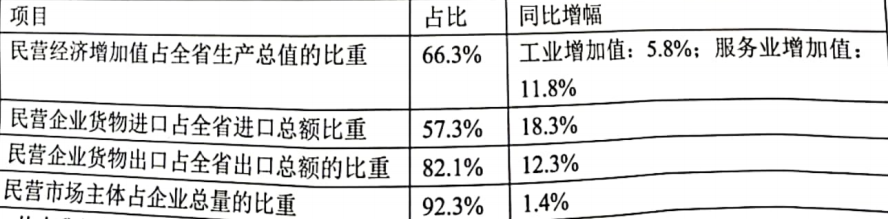 项目 占比 同比增幅
民营经济增加值占全省生产总值的比重 66.3% 工业增加值：5.8%；服务业增加值：
11.8%
民营企业货物进口占全省进口总额比重 57.3% 18.3%
民营企业货物出口占全省出口总额的比重 82.1% 12.3%
民营市场主体占企业总量的比重 92.3% 1.4%